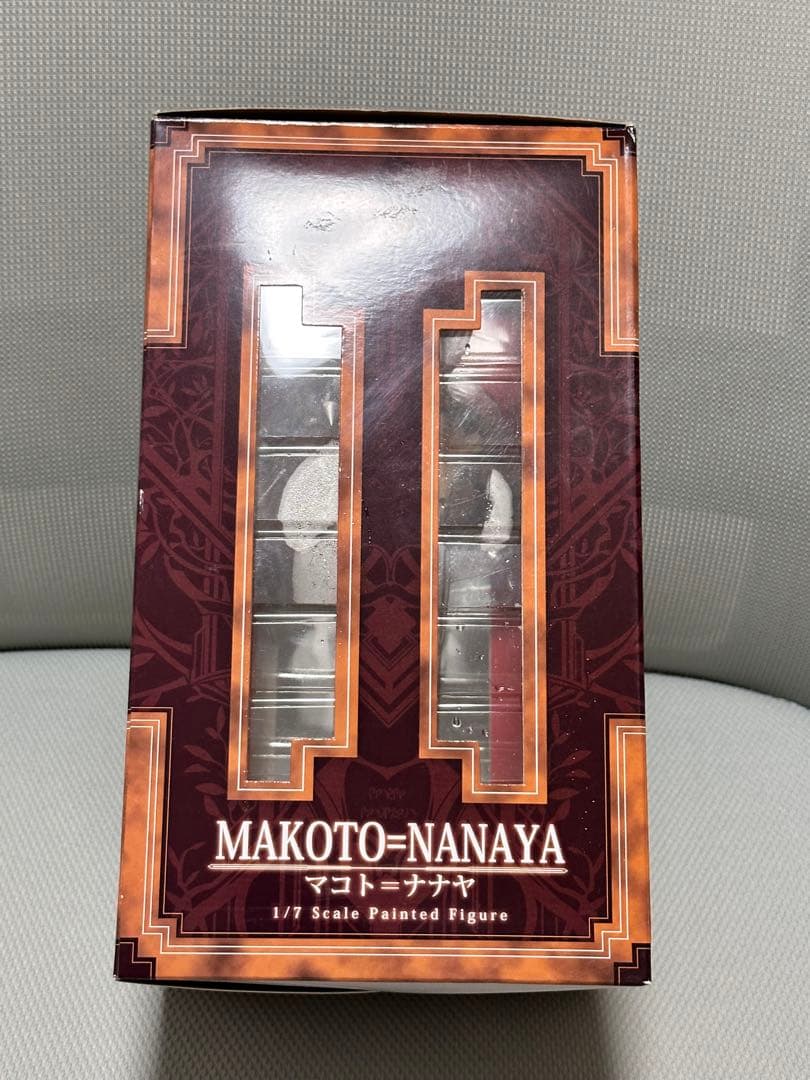 MAKOTO=NANAYA
マコト＝ナナヤ
1/7 Scale Painted Figure